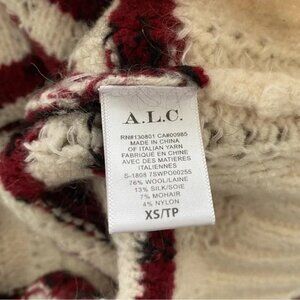 A.L.C.
RN#130801 CA#00985
MADE IN CHINA
OF ITALIAN YARN
FABRIQUÉ EN CHINE
AVEC DES MATIERES
ITALIENNES
S-1808 7SWPO00255
76% WOOL/LAINE
13% SILK/SOIE
7% MOHAIR
4% NYLON
XS/TP